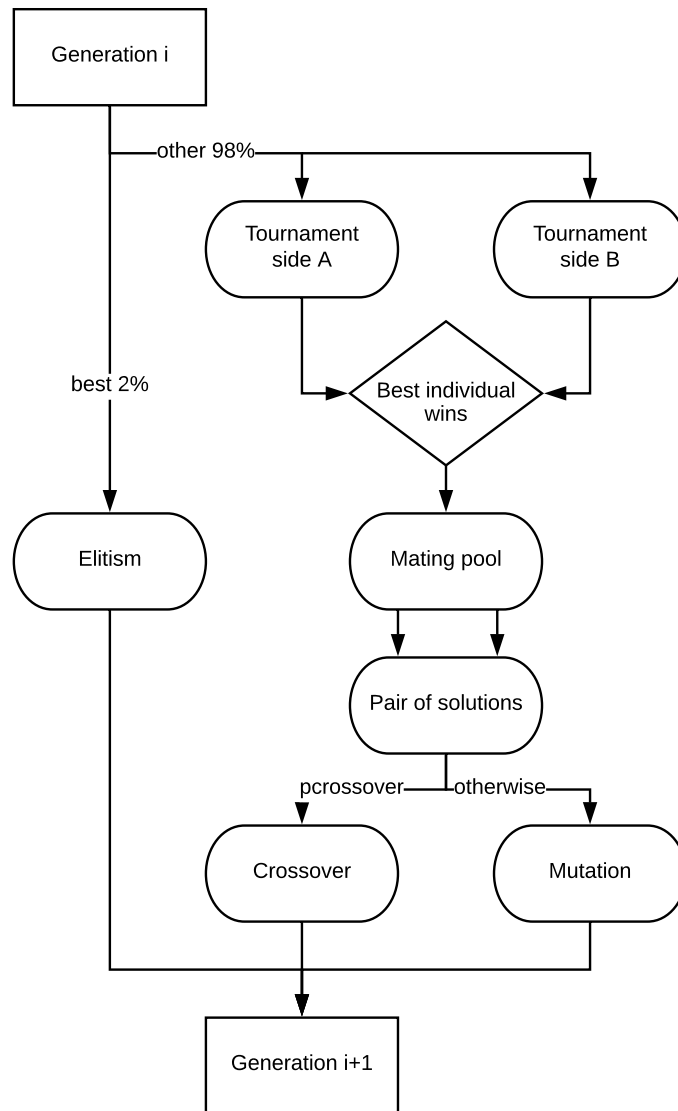 Generation i
other 98%
Tournament
side A
Tournament
side B
best 2%
Best individual
wins
Elitism
Mating pool
Pair of solutions
pcrossover
otherwise
Crossover
Mutation
Generation i+1